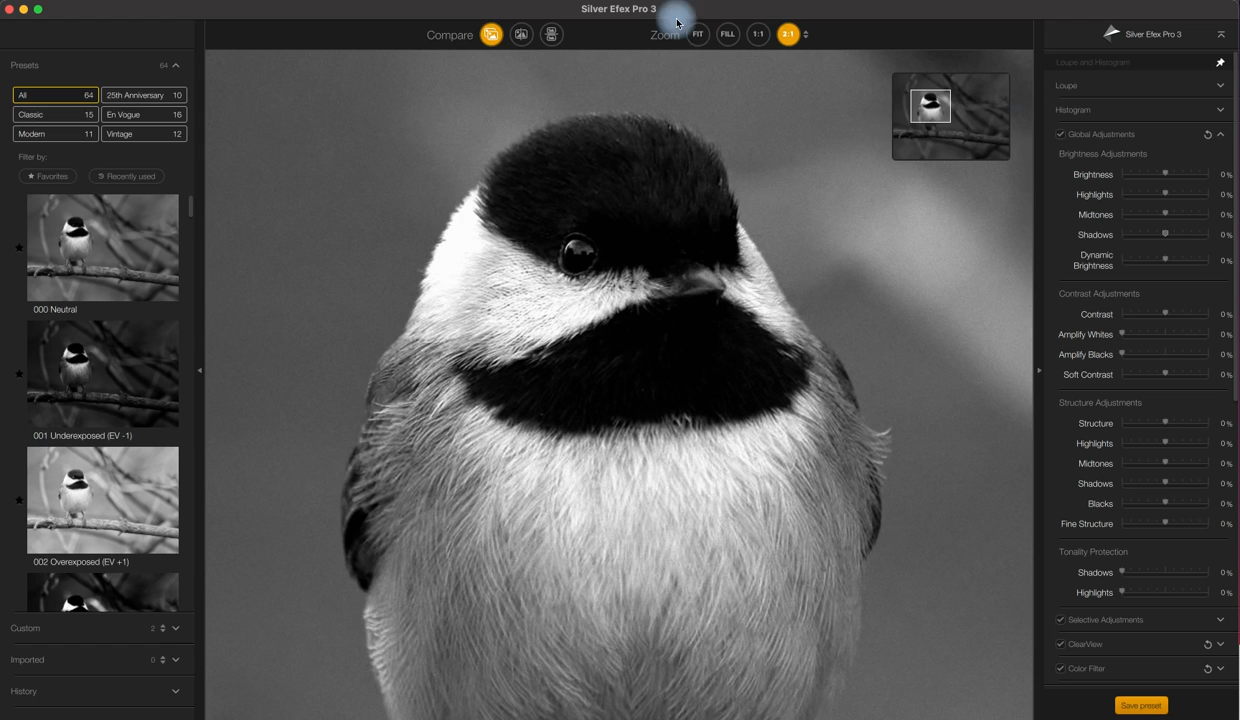 Silver Efex Pro 3
Compare
Zoom FIT FILL 1:1 2:1
Silver Efex Pro 3
Presets 64
All 64
25th Anniversary 10
Classic 15
En Vogue 16
Modern 11
Vintage 12
Filter by:
Favorites
Recently used
000 Neutral
001 Underexposed (EV -1)
002 Overexposed (EV +1)
Custom 2
Imported 0
History
Loupe and Histogram
Loupe
Histogram
Global Adjustments
Brightness Adjustments
Brightness 0 %
Highlights 0 %
Midtones 0 %
Shadows 0 %
Dynamic
Brightness 0 %
Contrast Adjustments
Contrast 0 %
Amplify Whites 0 %
Amplify Blacks 0 %
Soft Contrast 0 %
Structure Adjustments
Structure 0 %
Highlights 0 %
Midtones 0 %
Shadows 0 %
Blacks 0 %
Fine Structure 0 %
Tonality Protection
Shadows 0 %
Highlights 0 %
Selective Adjustments
ClearView
Color Filter
Save preset